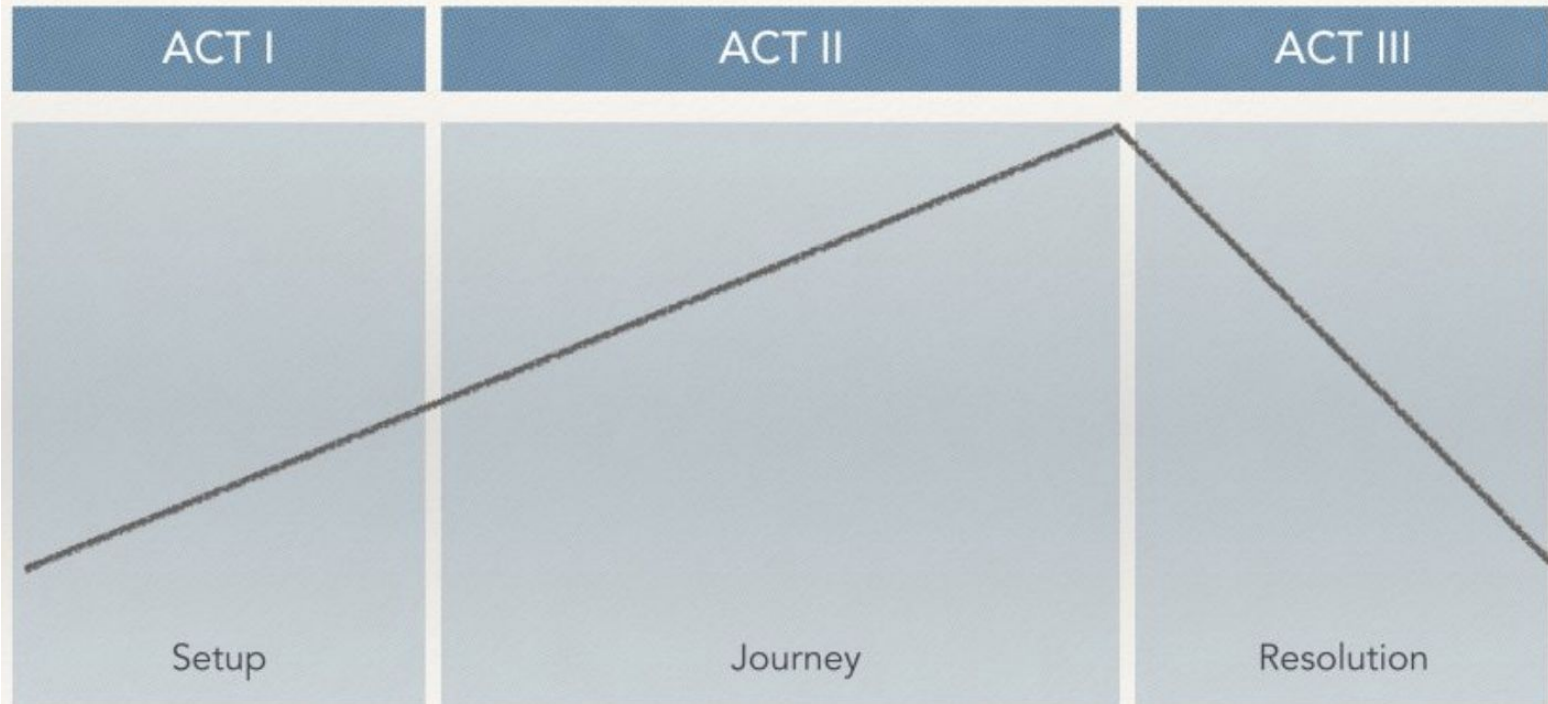 ACT I
ACT II
ACT III
Setup
Journey
Resolution